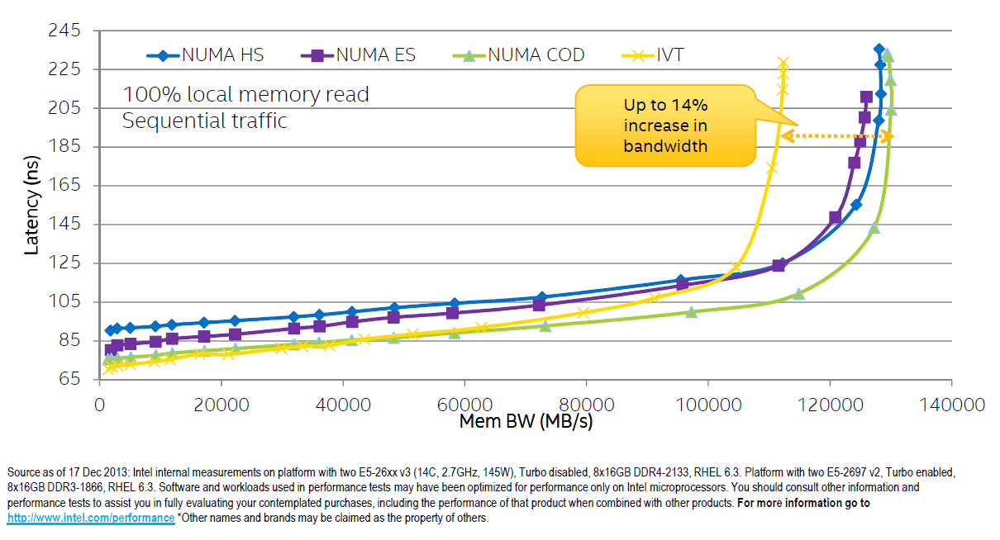 245
225
205
185
165
145
125
105
85
65
Latency (ns)
NUMA HS
NUMA ES
NUMA COD
IVT
100% local memory read
Sequential traffic
Up to 14%
increase in
bandwidth
0
20000
40000
60000
80000
100000
120000
140000
Mem BW (MB/s)
Source as of 17 Dec 2013: Intel internal measurements on platform with two E5-26xx v3 (14C, 2.7GHz, 145W), Turbo disabled, 8x16GB DDR4-2133, RHEL 6.3. Platform with two E5-2697 v2, Turbo enabled,
8x16GB DDR3-1866, RHEL 6.3. Software and workloads used in performance tests may have been optimized for performance only on Intel microprocessors. You should consult other information and
performance tests to assist you in fully evaluating your contemplated purchases, including the performance of that product when combined with other products. For more information go to
http://www.intel.com/performance *Other names and brands may be claimed as the property of others.